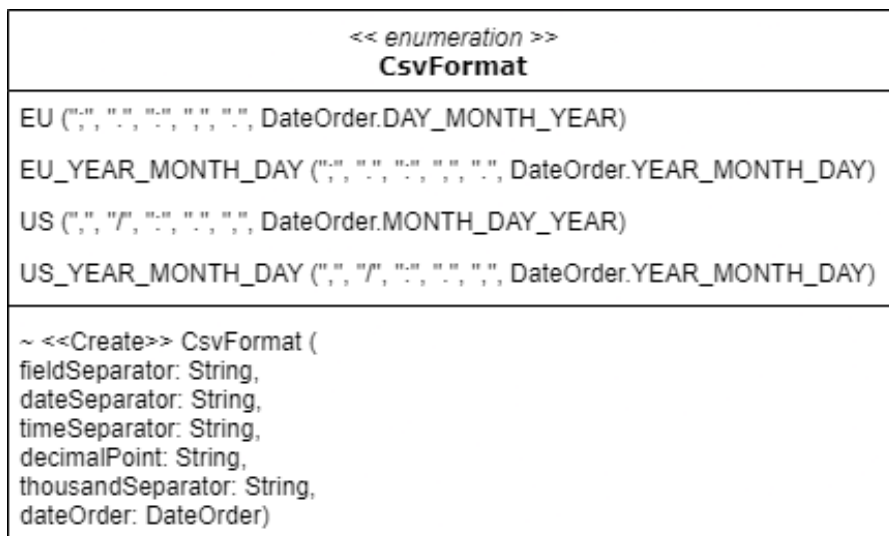 << enumeration >>
CsvFormat
EU (";", ".", ":", ",", ".", DateOrder.DAY_MONTH_YEAR)
EU_YEAR_MONTH_DAY (";", ".", ":", ",", ".", DateOrder.YEAR_MONTH_DAY)
US (",", "/", ":", ".", ",", DateOrder.MONTH_DAY_YEAR)
US_YEAR_MONTH_DAY (",", "/", ":", ".", ",", DateOrder.YEAR_MONTH_DAY)
~ <<Create>> CsvFormat (
fieldSeparator: String,
dateSeparator: String,
timeSeparator: String,
decimalPoint: String,
thousandSeparator: String,
dateOrder: DateOrder)